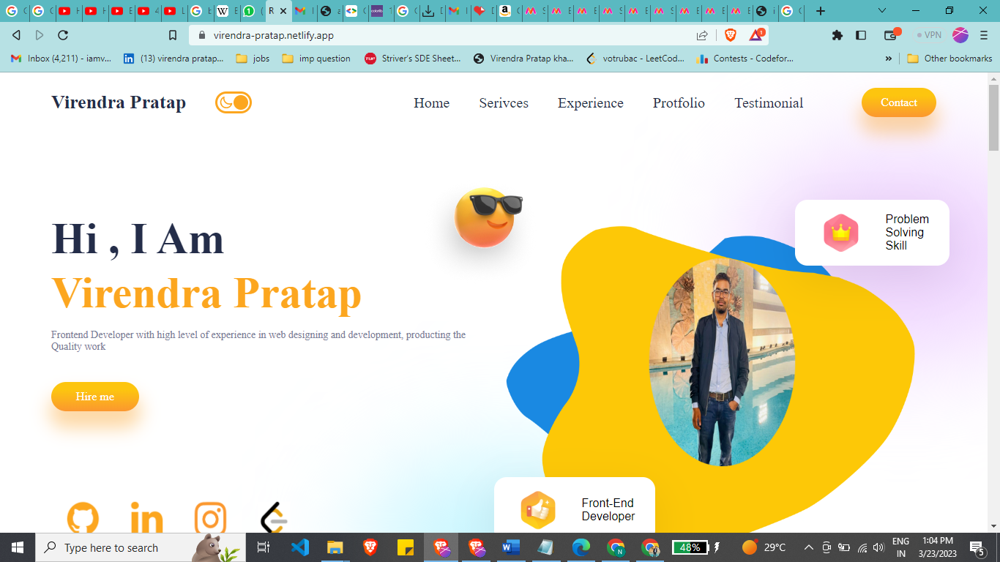 virendra-pratap.netlify.app
1
VPN
Inbox (4,211) - iamv...
(13) virendra pratap...
jobs
imp question
Striver's SDE Sheet...
Virendra Pratap kha...
votrubac - LeetCod...
Contests - Codefor...
»
Other bookmarks
Virendra Pratap
Home
Serivces
Experience
Protfolio
Testimonial
Contact
Hi , I Am
Virendra Pratap
Frontend Developer with high level of experience in web designing and development, producting the
Quality work
Hire me
Problem
Solving
Skill
Front-End
Developer
Type here to search
48%
29°C
ENG
IN
1:04 PM
3/23/2023
5